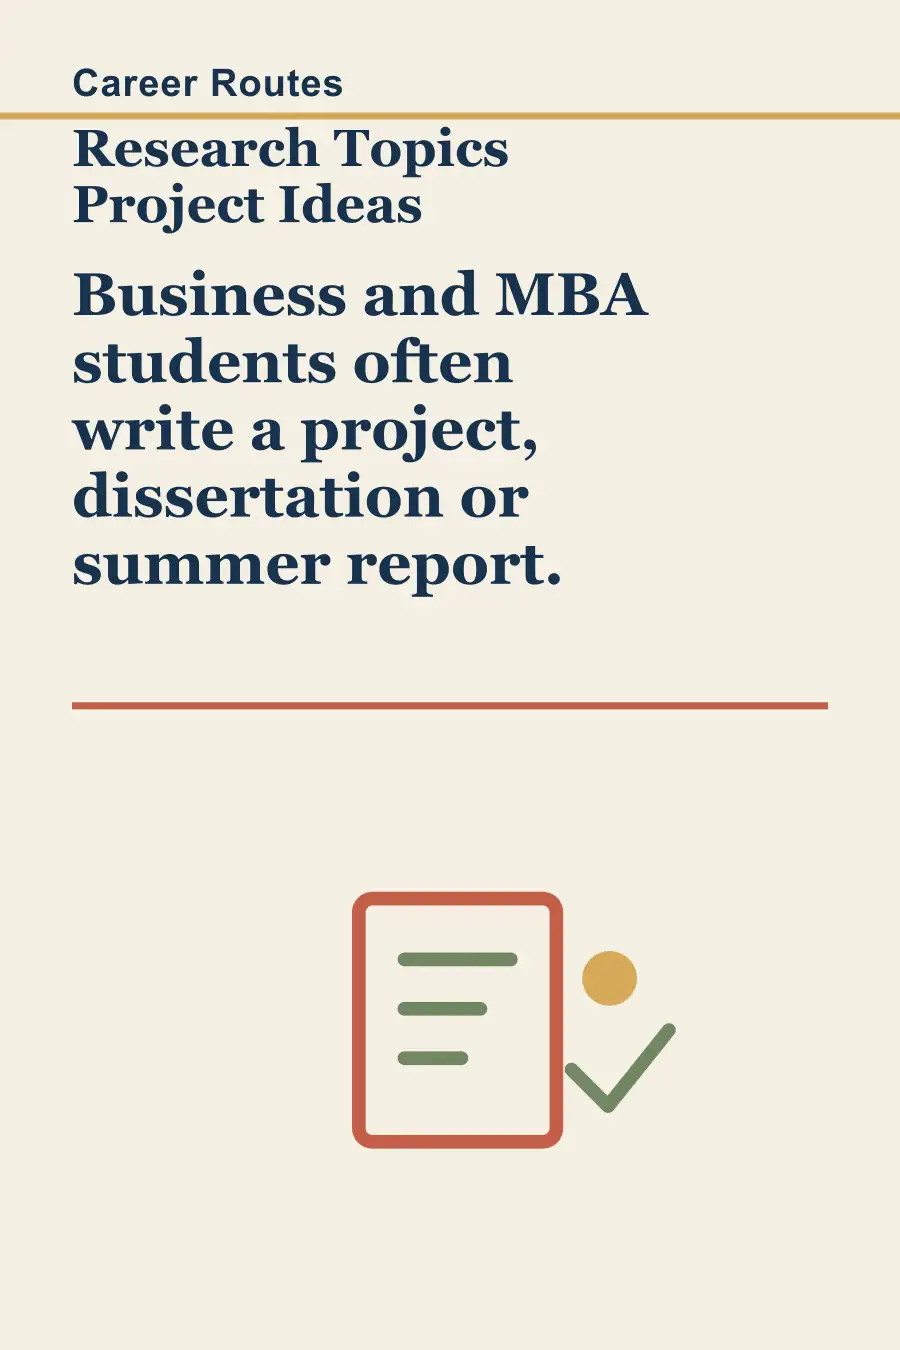 Career Routes
Research Topics
Project Ideas
Business and MBA
students often
write a project,
dissertation or
summer report.